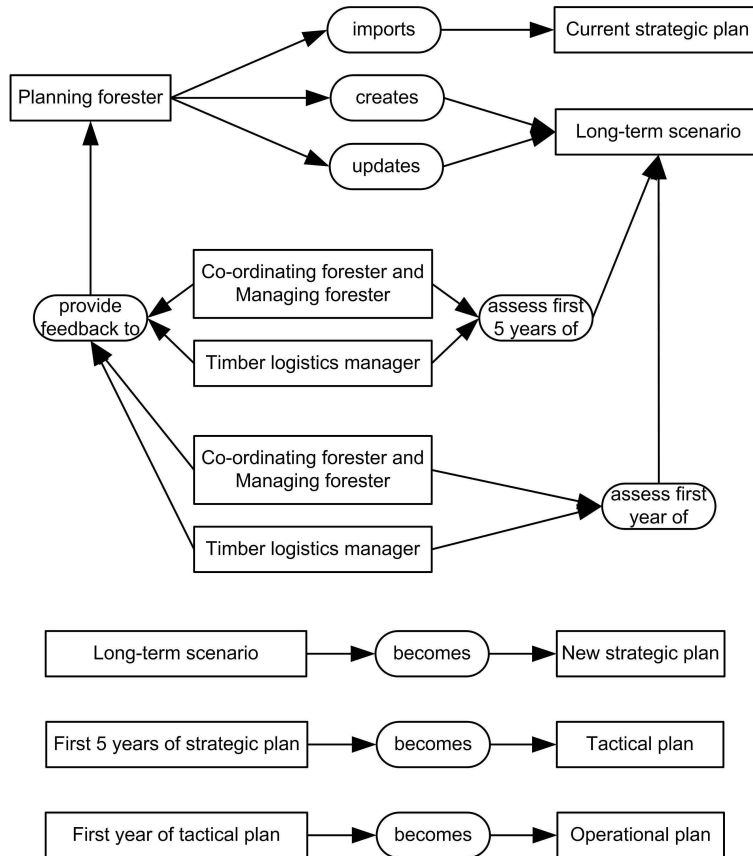 imports
Current strategic plan
Planning forester
creates
Long-term scenario
updates
Co-ordinating forester and
Managing forester
provide
feedback to
assess first
5 years of
Timber logistics manager
Co-ordinating forester and
Managing forester
assess first
year of
Timber logistics manager
Long-term scenario
becomes
New strategic plan
First 5 years of strategic plan
becomes
Tactical plan
First year of tactical plan
becomes
Operational plan